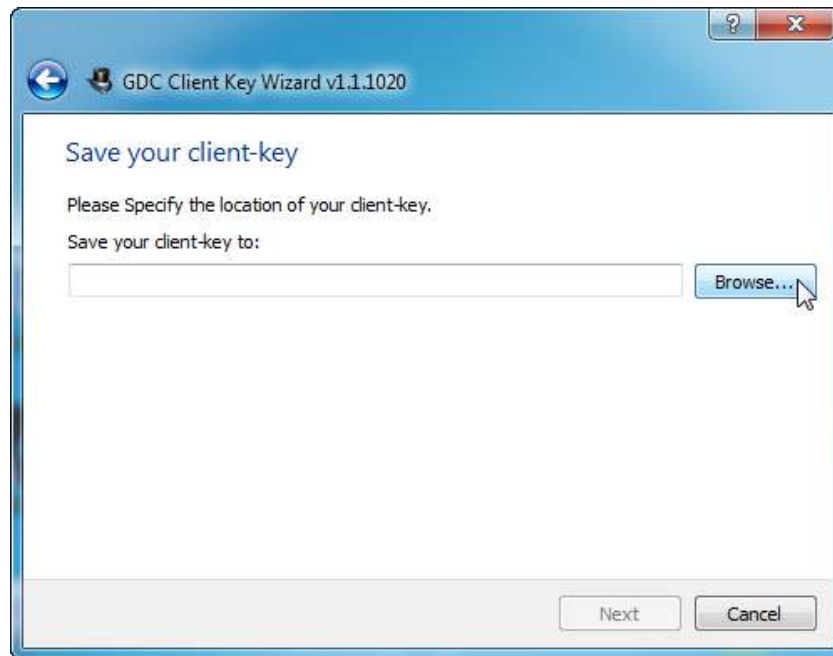 ?
GDC Client Key Wizard v1.1.1020
Save your client-key
Please Specify the location of your client-key.
Save your client-key to:
Browse...
Next
Cancel